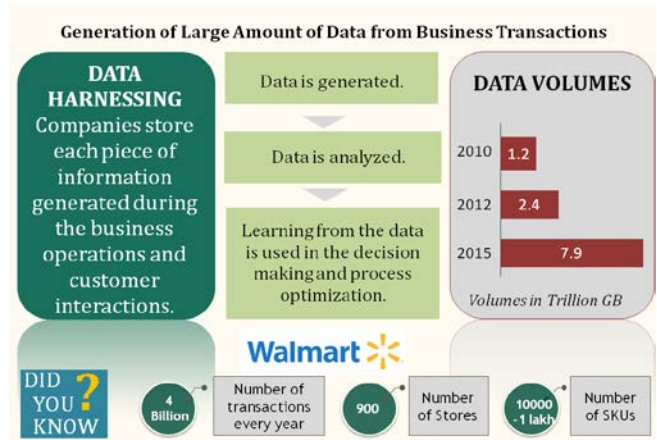 Generation of Large Amount of Data from Business Transactions
DATA
HARNESSING
Companies store
each piece of
information
generated during
the business
operations and
customer
interactions.
Data is generated.
Data is analyzed.
Learning from the data
is used in the decision
making and process
optimization.
DATA VOLUMES
2010 1.2
2012 2.4
2015 7.9
Volumes in Trillion GB
Walmart
DID
YOU
KNOW
?
4
Billion
Number of
transactions
every year
900
Number
of Stores
10000
-1 lakh
Number
of SKUs